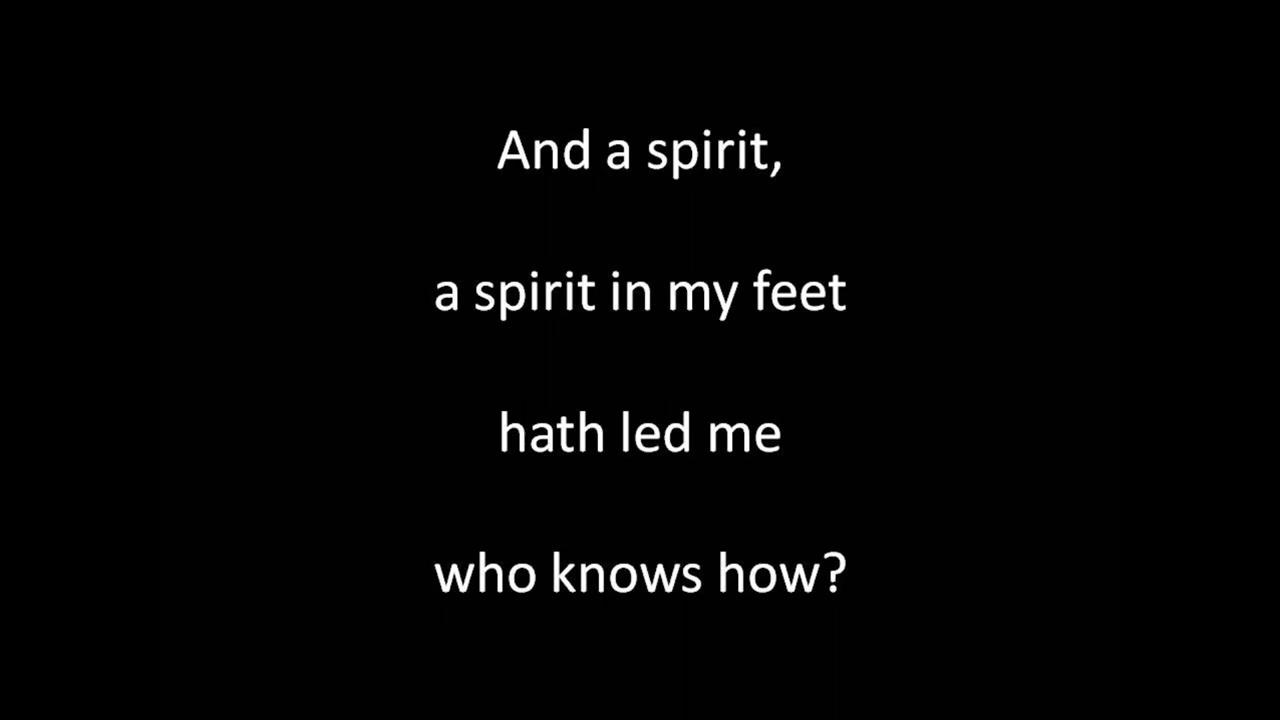 And a spirit,
a spirit in my feet
hath led me
who knows how?